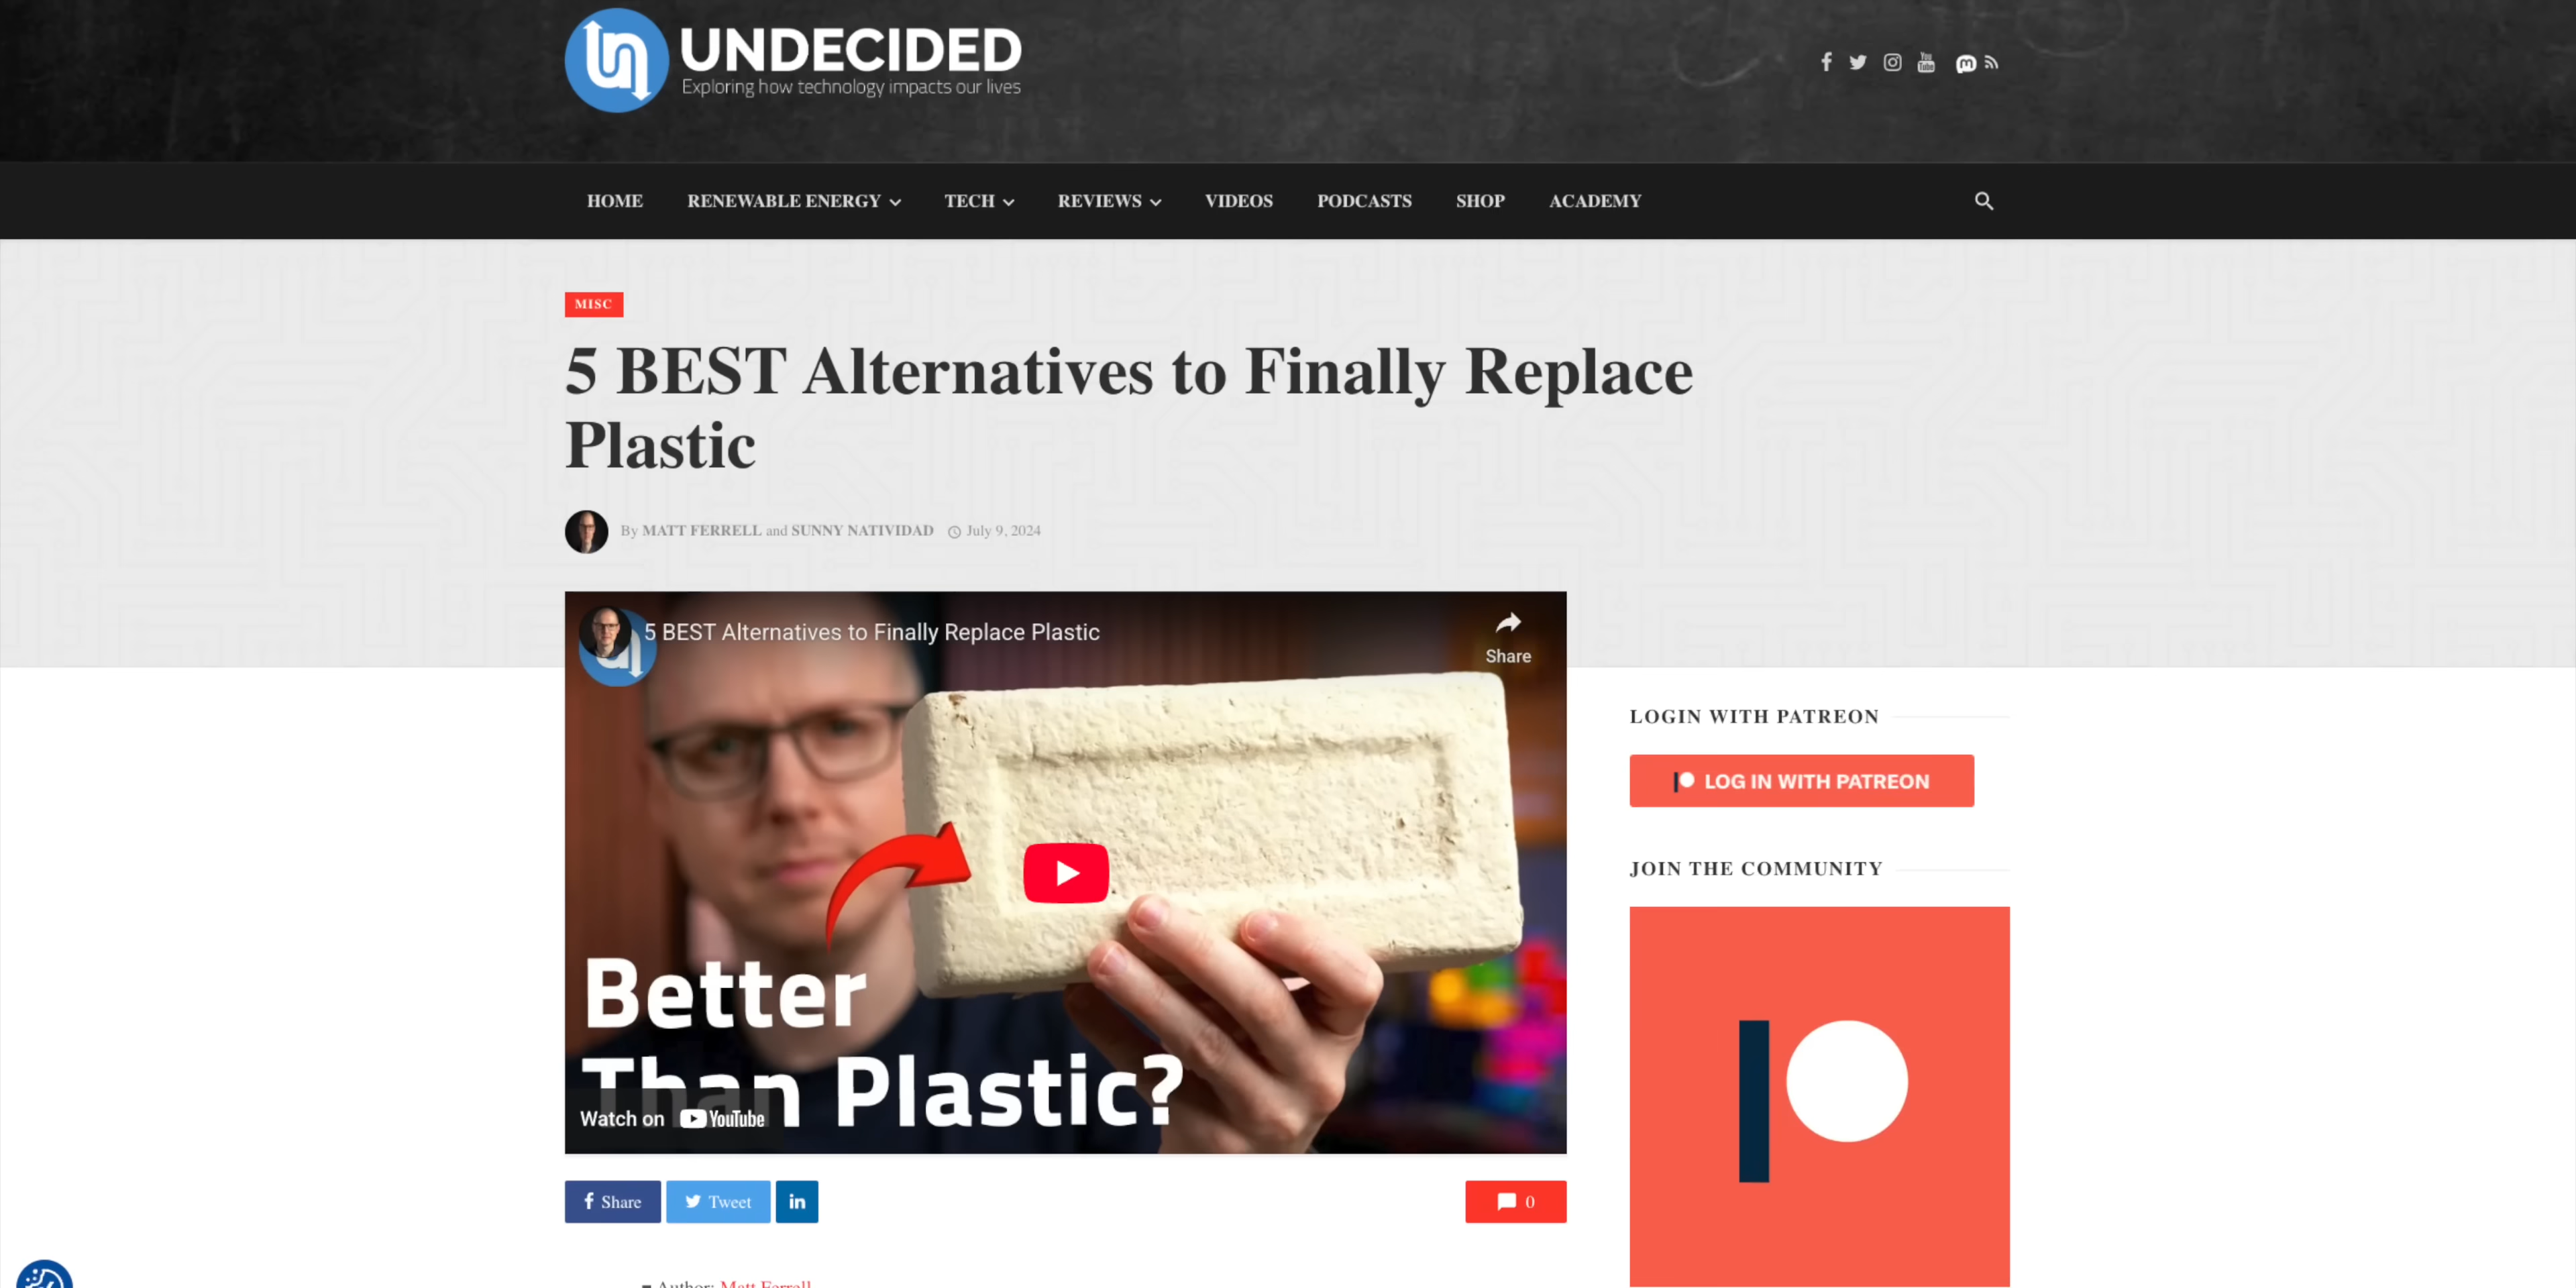 UNDECIDED
Exploring how technology impacts our lives
HOME RENEWABLE ENERGY TECH REVIEWS VIDEOS PODCASTS SHOP ACADEMY
MISC
5 BEST Alternatives to Finally Replace
Plastic
By MATT FERRELL and SUNNY NATIVIDAD July 9, 2024
5 BEST Alternatives to Finally Replace Plastic
Share
Better
Than Plastic?
Watch on YouTube
Share Tweet in
0
LOGIN WITH PATREON
LOG IN WITH PATREON
JOIN THE COMMUNITY
Author: Matt Ferrell